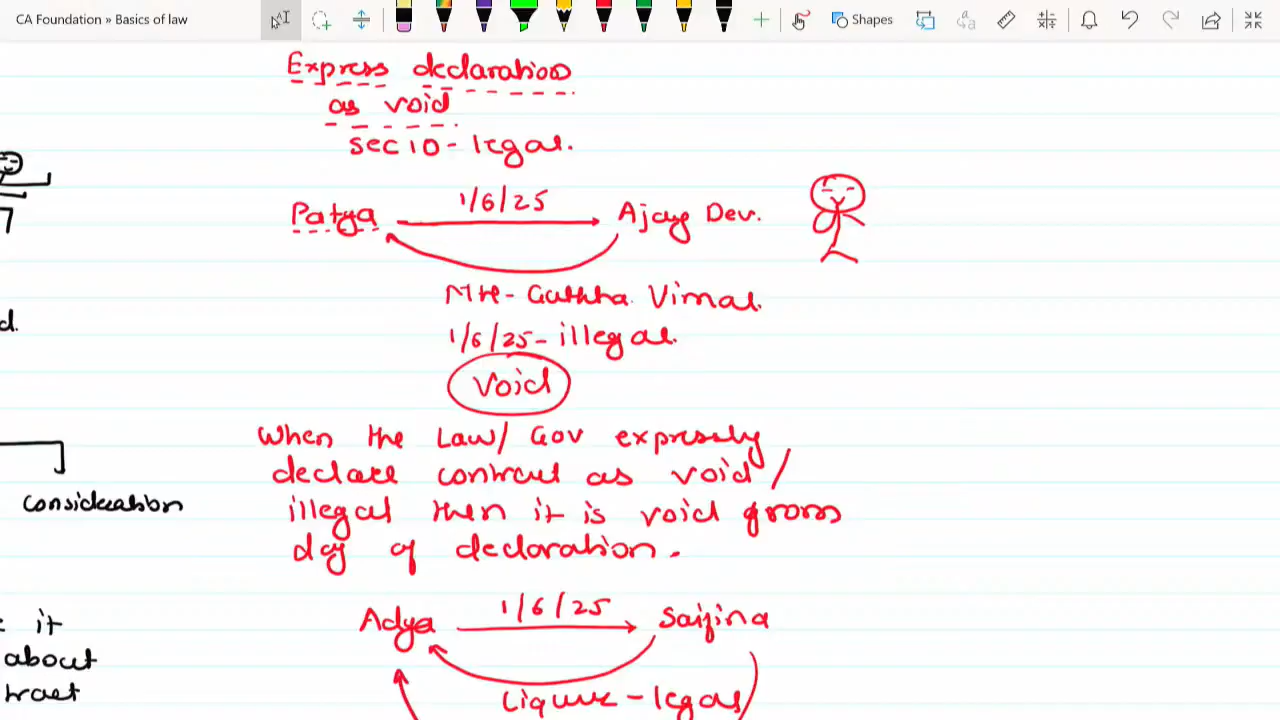 CA Foundation » Basics of law
Shapes
Express declaration
as void
sec 10 - legal.
1/6/25
Patya
Ajay Dev.
MH - Gutkha Vimal.
d.
1/6/25 - illegal.
Void
When the Law/Gov expressly
declare contract as void/
consideration
illegal then it is void from
day of declaration.
1/6/25
Adya
Saijina
it
about
Liquor - legal